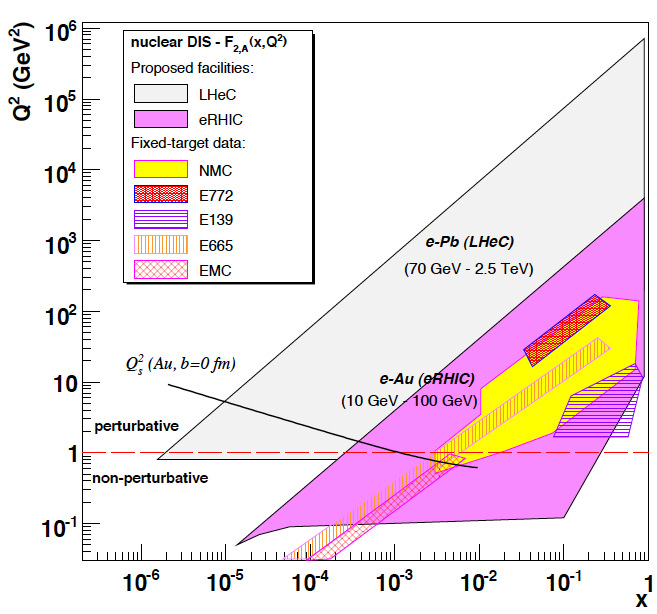 Q² (GeV²)
10⁶
10⁵
10⁴
10³
10²
10
1
10⁻¹
nuclear DIS - F₂,A(x,Q²)
Proposed facilities:
LHeC
eRHIC
Fixed-target data:
NMC
E772
E139
E665
EMC
e-Pb (LHeC)
(70 GeV - 2.5 TeV)
Qₛ² (Au, b=0 fm)
e-Au (eRHIC)
(10 GeV - 100 GeV)
perturbative
non-perturbative
10⁻⁶ 10⁻⁵ 10⁻⁴ 10⁻³ 10⁻² 10⁻¹ 1
x